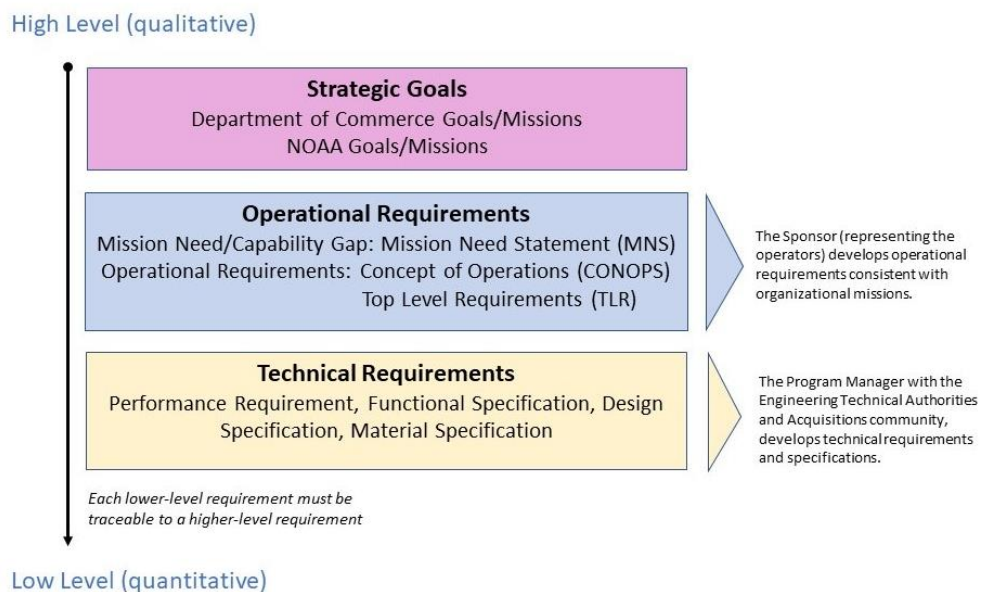 High Level (qualitative)
Strategic Goals
Department of Commerce Goals/Missions
NOAA Goals/Missions
Operational Requirements
Mission Need/Capability Gap: Mission Need Statement (MNS)
Operational Requirements: Concept of Operations (CONOPS)
Top Level Requirements (TLR)
The Sponsor (representing the
operators) develops operational
requirements consistent with
organizational missions.
Technical Requirements
Performance Requirement, Functional Specification, Design
Specification, Material Specification
The Program Manager with the
Engineering Technical Authorities
and Acquisitions community,
develops technical requirements
and specifications.
Each lower-level requirement must be
traceable to a higher-level requirement
Low Level (quantitative)